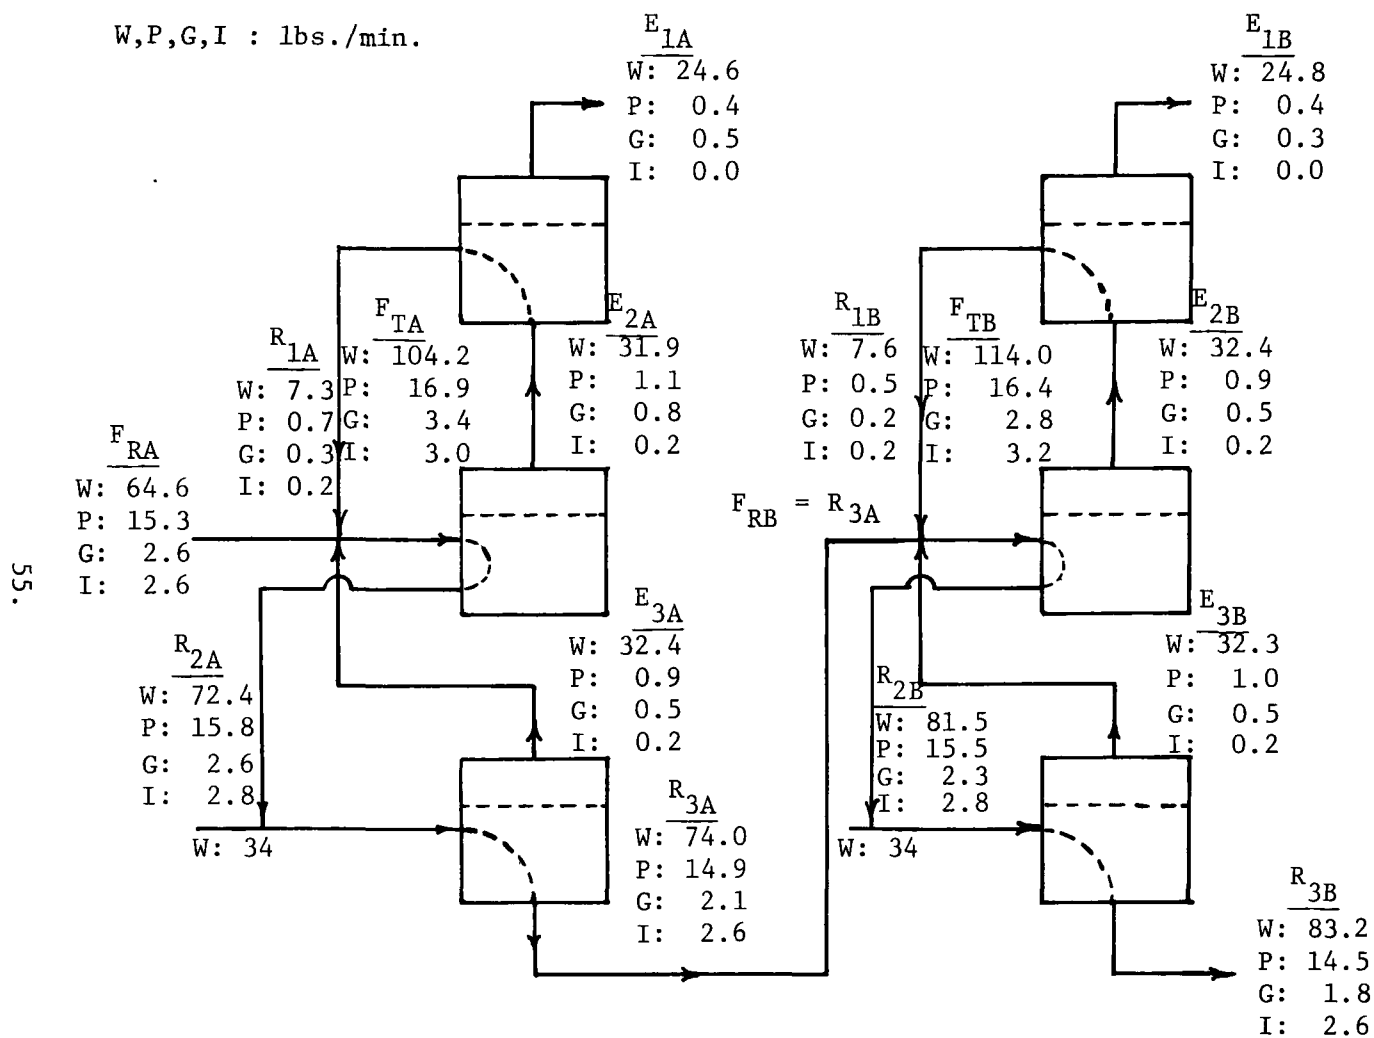 W,P,G,I : lbs./min.
E1A
W: 24.6
P: 0.4
G: 0.5
I: 0.0
E1B
W: 24.8
P: 0.4
G: 0.3
I: 0.0
R1A
W: 7.3
P: 0.7
G: 0.3
I: 0.2
FTA
W: 104.2
P: 16.9
G: 3.4
I: 3.0
E2A
W: 31.9
P: 1.1
G: 0.8
I: 0.2
R1B
W: 7.6
P: 0.5
G: 0.2
I: 0.2
FTB
W: 114.0
P: 16.4
G: 2.8
I: 3.2
E2B
W: 32.4
P: 0.9
G: 0.5
I: 0.2
FRA
W: 64.6
P: 15.3
G: 2.6
I: 2.6
FRB = R3A
55.
R2A
W: 72.4
P: 15.8
G: 2.6
I: 2.8
W: 34
E3A
W: 32.4
P: 0.9
G: 0.5
I: 0.2
R3A
W: 74.0
P: 14.9
G: 2.1
I: 2.6
R2B
W: 81.5
P: 15.5
G: 2.3
I: 2.8
W: 34
E3B
W: 32.3
P: 1.0
G: 0.5
I: 0.2
R3B
W: 83.2
P: 14.5
G: 1.8
I: 2.6